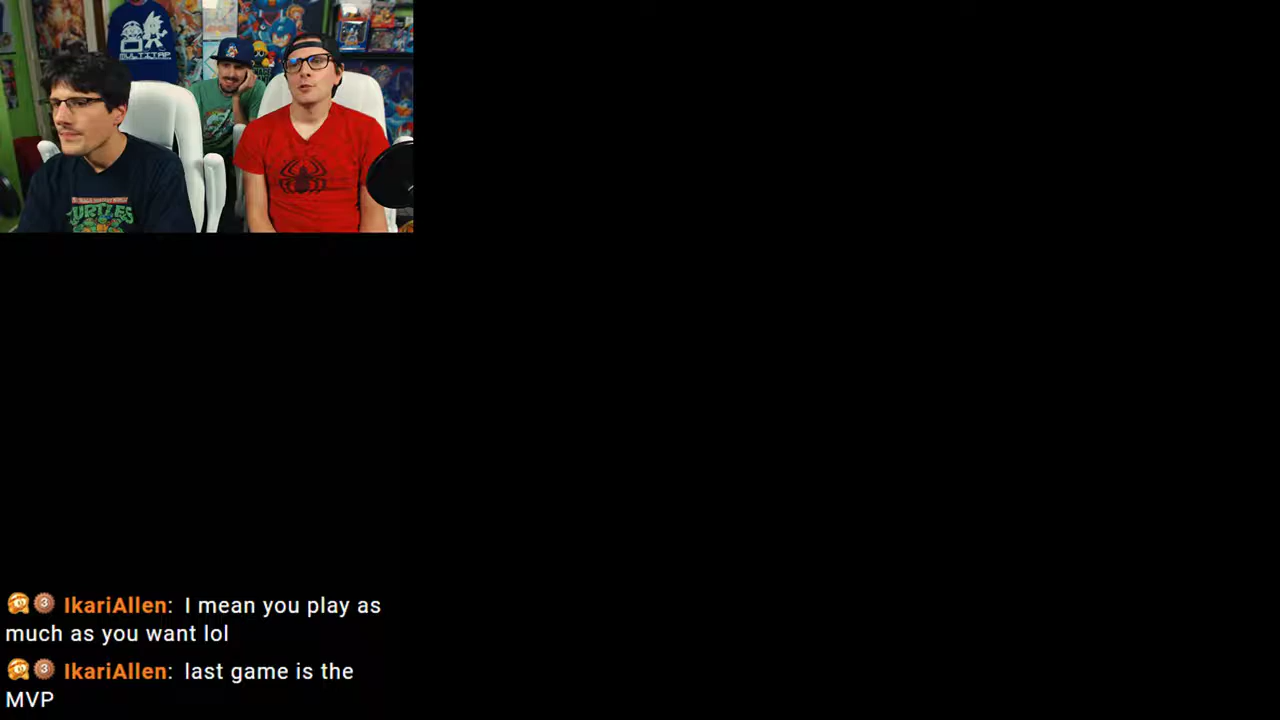 MULTITAP
TURTLES
IkariAllen: I mean you play as
much as you want lol
IkariAllen: last game is the
MVP